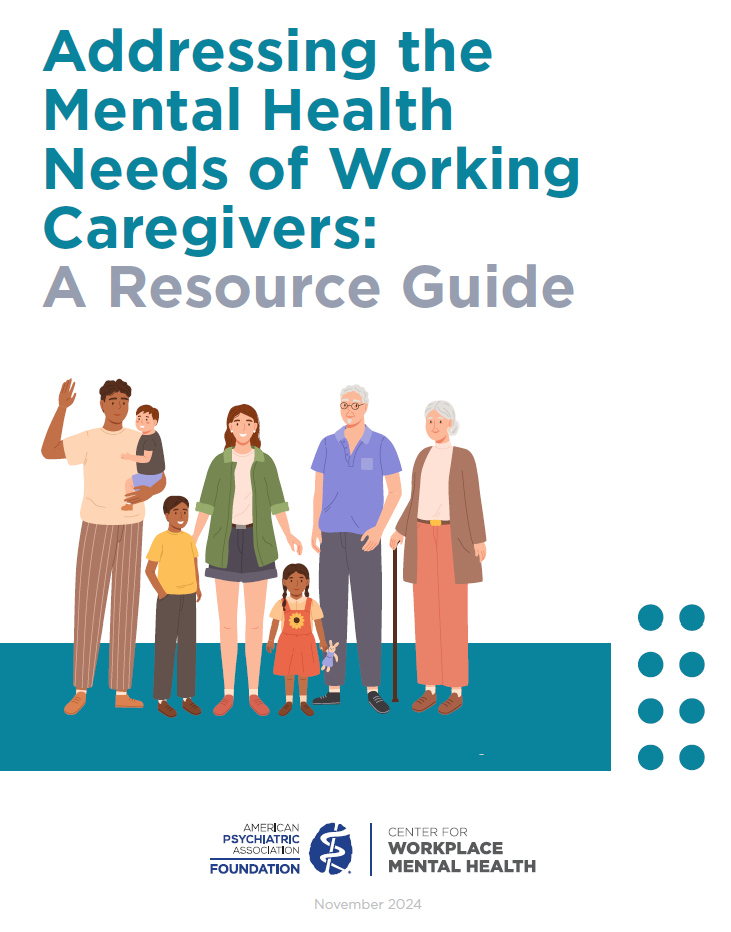 Addressing the
Mental Health
Needs of Working
Caregivers:
A Resource Guide
AMERICAN
PSYCHIATRIC
ASSOCIATION
FOUNDATION
CENTER FOR
WORKPLACE
MENTAL HEALTH
November 2024